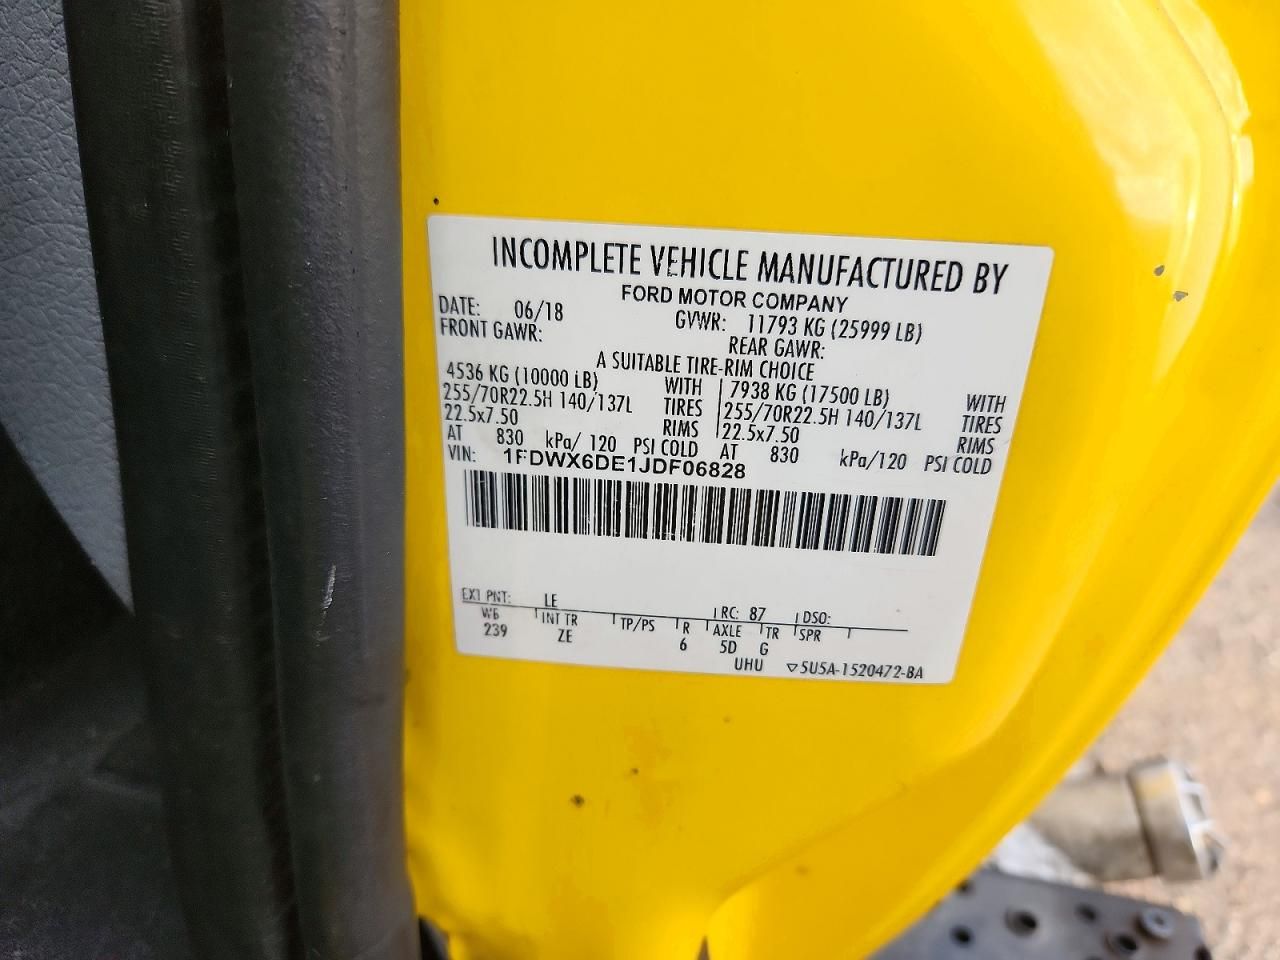 INCOMPLETE VEHICLE MANUFACTURED BY
FORD MOTOR COMPANY
DATE: 06/18 GVWR: 11793 KG (25999 LB)
FRONT GAWR: REAR GAWR:
A SUITABLE TIRE-RIM CHOICE
4536 KG (10000 LB) WITH 7938 KG (17500 LB) WITH
255/70R22.5H 140/137L TIRES 255/70R22.5H 140/137L TIRES
22.5x7.50 RIMS 22.5x7.50 RIMS
AT 830 kPa/ 120 PSI COLD AT 830 kPa/120 PSI COLD
VIN: 1FDWX6DE1JDF06828
EXT PNT: LE RC: 87 DSO:
WB INT TR TP/PS R AXLE TR SPR
239 ZE 6 5D G
UHU ▽5U5A-1520472-BA